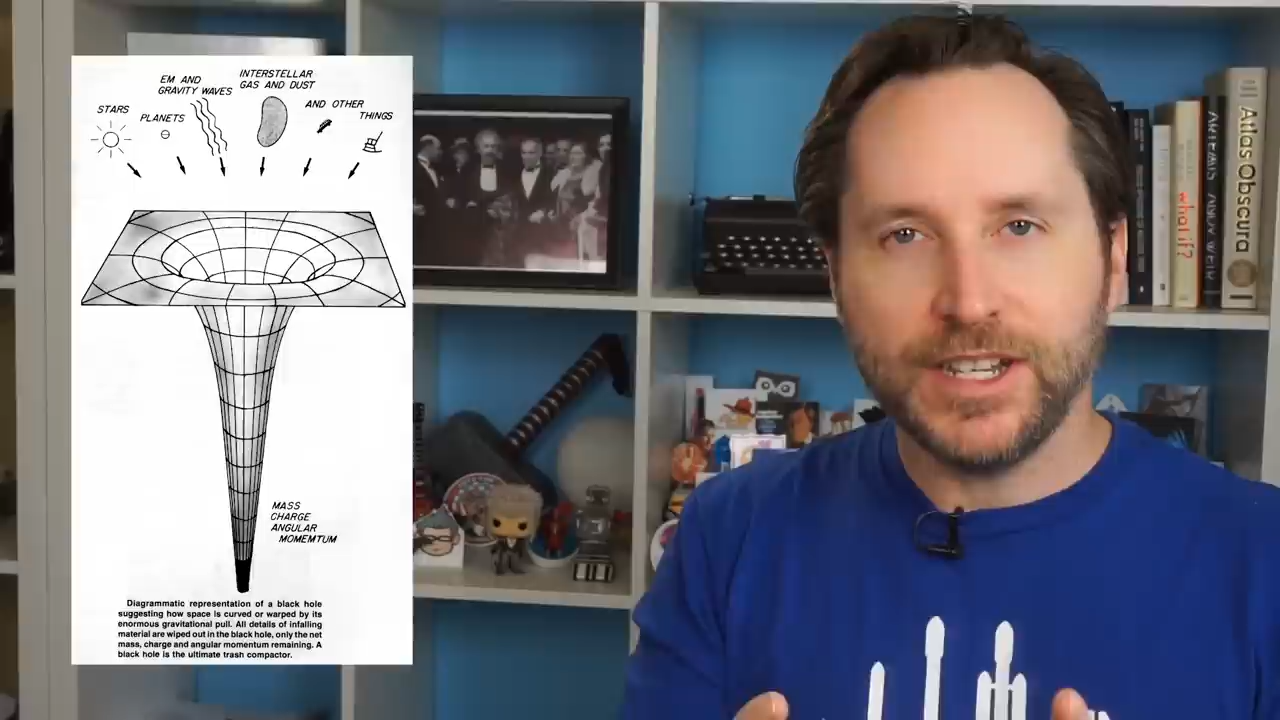 INTERSTELLAR
GAS AND DUST
EM AND
GRAVITY WAVES
AND OTHER
THINGS
STARS
PLANETS
MASS
CHARGE
ANGULAR
MOMEMTUM
Diagrammatic representation of a black hole
suggesting how space is curved or warped by its
enormous gravitational pull. All details of infalling
material are wiped out in the black hole, only the net
mass, charge and angular momentum remaining. A
black hole is the ultimate trash compactor.
what if?
ARTEMIS ANDY WEIR
Atlas Obscura